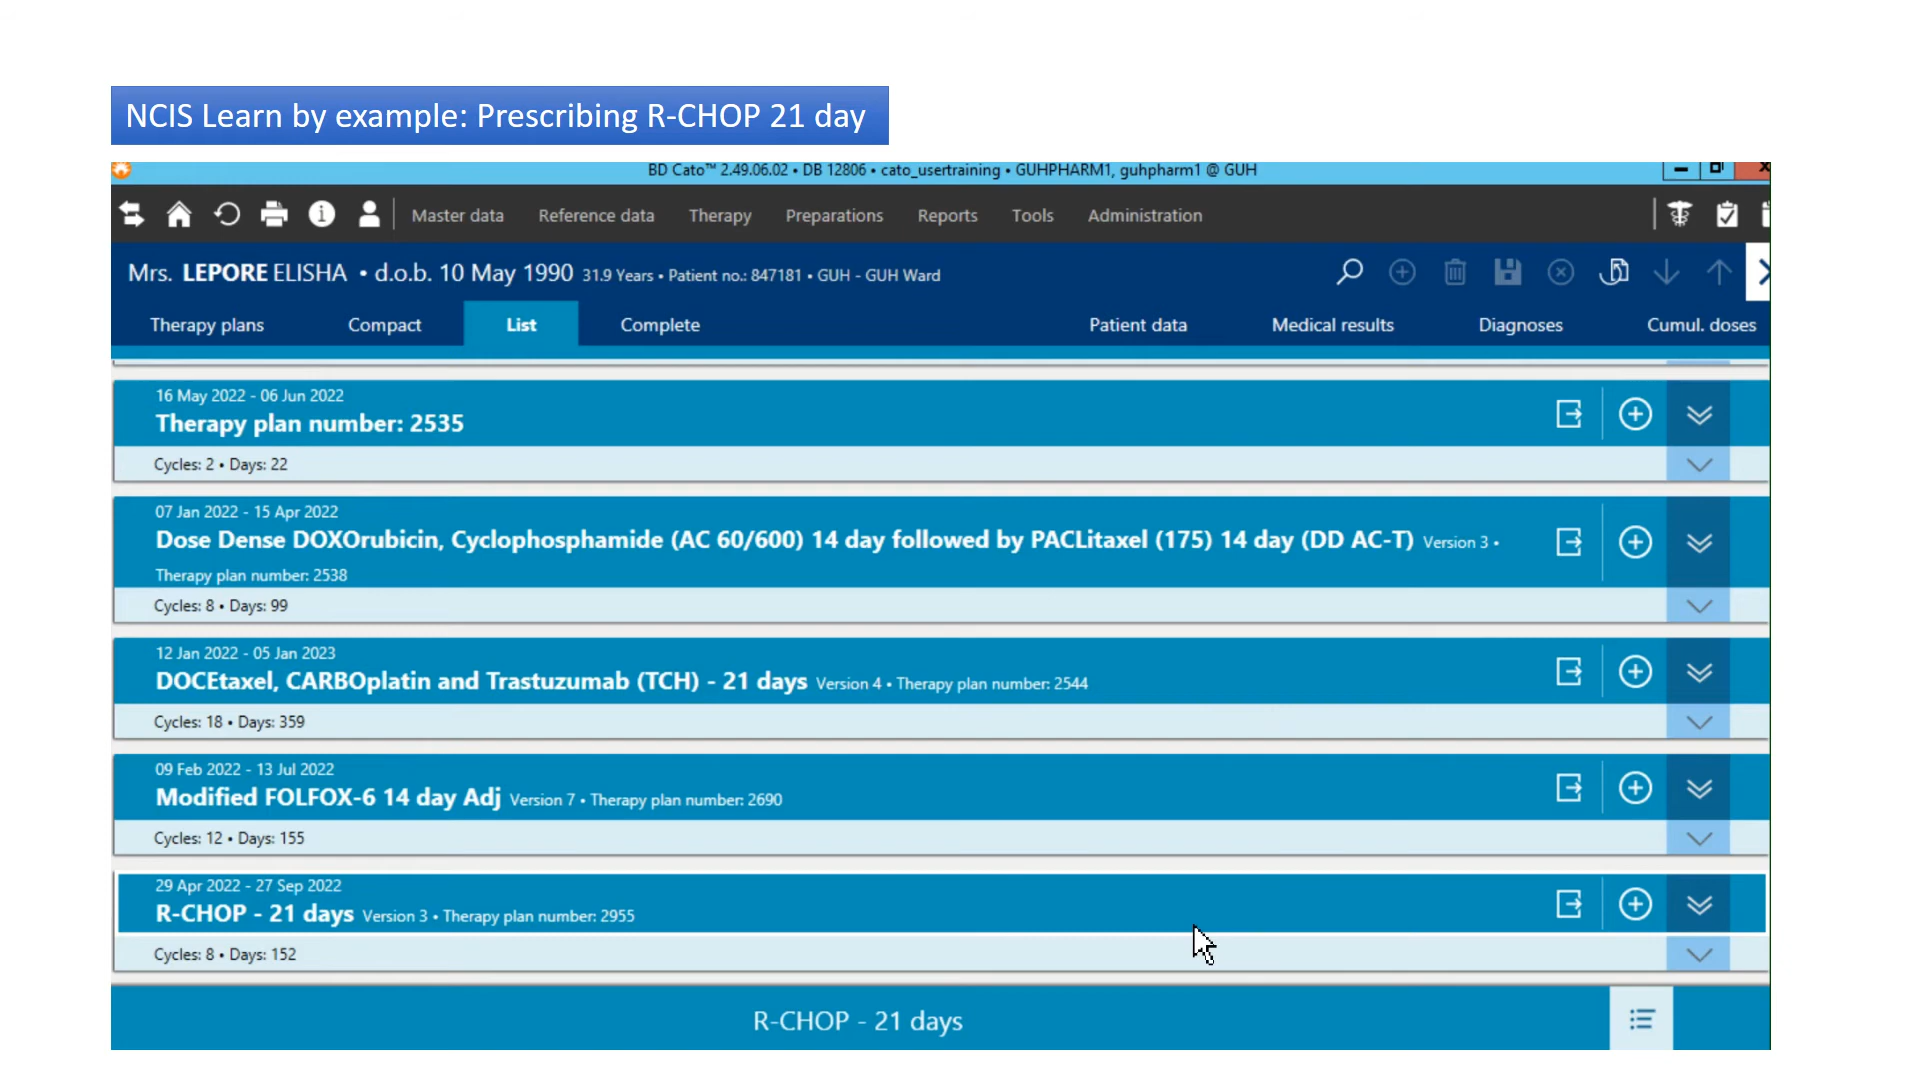 NCIS Learn by example: Prescribing R-CHOP 21 day
BD Cato™ 2.49.06.02 • DB 12806 • cato_usertraining • GUHPHARM1, guhpharm1 @ GUH
Master data Reference data Therapy Preparations Reports Tools Administration
Mrs. LEPORE ELISHA • d.o.b. 10 May 1990 31.9 Years • Patient no.: 847181 • GUH - GUH Ward
Therapy plans Compact List Complete Patient data Medical results Diagnoses Cumul. doses
16 May 2022 - 06 Jun 2022
Therapy plan number: 2535
Cycles: 2 • Days: 22
07 Jan 2022 - 15 Apr 2022
Dose Dense DOXOrubicin, Cyclophosphamide (AC 60/600) 14 day followed by PACLitaxel (175) 14 day (DD AC-T) Version 3 •
Therapy plan number: 2538
Cycles: 8 • Days: 99
12 Jan 2022 - 05 Jan 2023
DOCEtaxel, CARBOplatin and Trastuzumab (TCH) - 21 days Version 4 • Therapy plan number: 2544
Cycles: 18 • Days: 359
09 Feb 2022 - 13 Jul 2022
Modified FOLFOX-6 14 day Adj Version 7 • Therapy plan number: 2690
Cycles: 12 • Days: 155
29 Apr 2022 - 27 Sep 2022
R-CHOP - 21 days Version 3 • Therapy plan number: 2955
Cycles: 8 • Days: 152
R-CHOP - 21 days